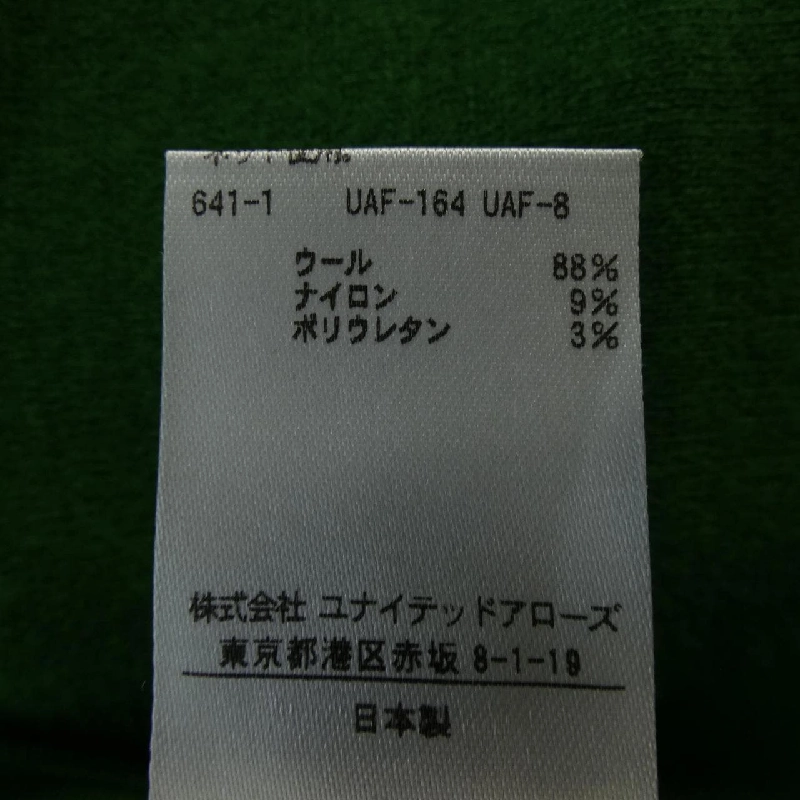 641-1 UAF-164 UAF-8
ウール 88%
ナイロン 9%
ポリウレタン 3%
株式会社 ユナイテッドアローズ
東京都港区赤坂 8-1-19
日本製